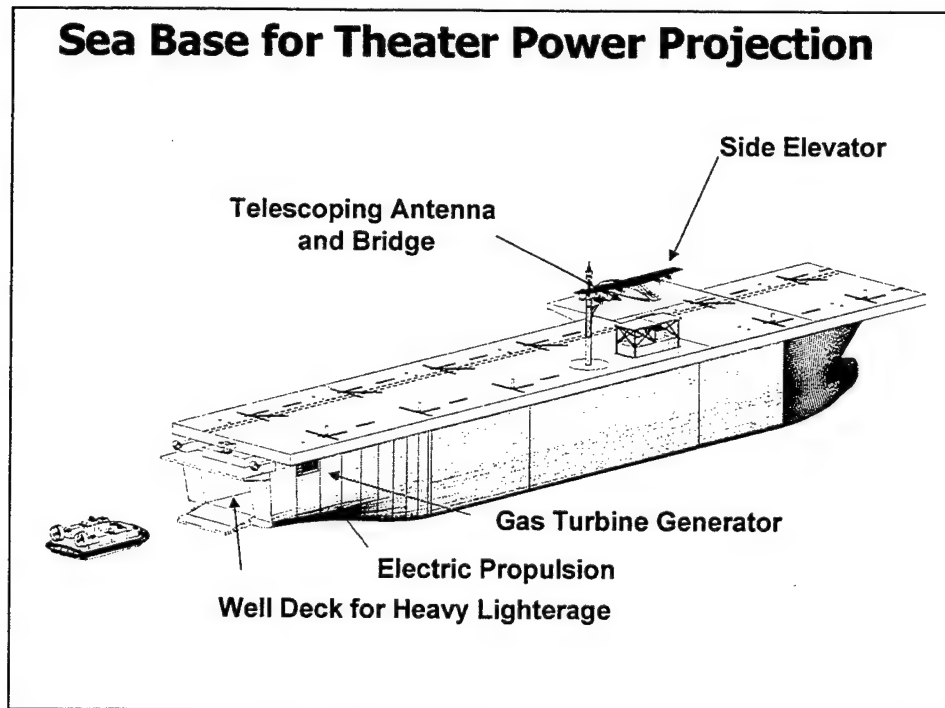 Sea Base for Theater Power Projection
Side Elevator
Telescoping Antenna
and Bridge
Gas Turbine Generator
Electric Propulsion
Well Deck for Heavy Lighterage